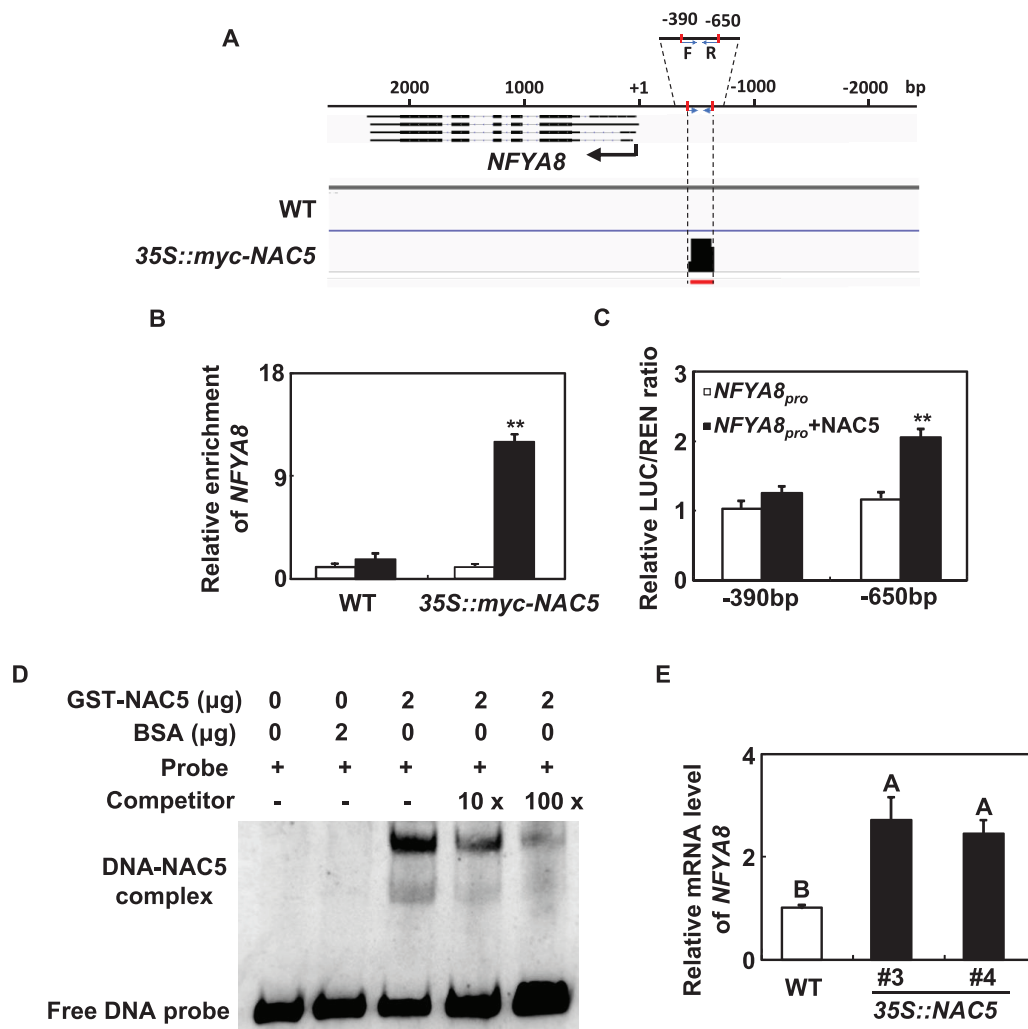 A
-390 -650
F R
2000 1000 +1 -1000 -2000 bp
NFYA8
WT
35S::myc-NAC5
B
Relative enrichment
of NFYA8
18
9
0
**
WT 35S::myc-NAC5
C
Relative LUC/REN ratio
3
2
1
0
NFYA8pro
NFYA8pro+NAC5
**
-390bp -650bp
D
GST-NAC5 (µg) 0 0 2 2 2
BSA (µg) 0 2 0 0 0
Probe + + + + +
Competitor - - - 10 x 100 x
DNA-NAC5
complex
Free DNA probe
E
Relative mRNA level
of NFYA8
4
2
0
B A A
WT #3 #4
35S::NAC5